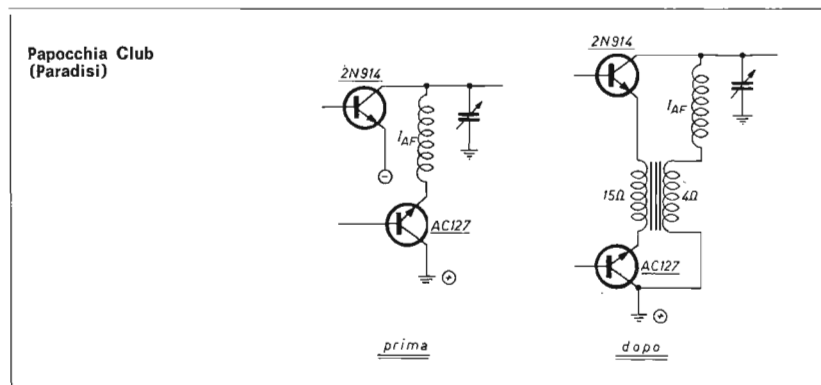 Papocchia Club
(Paradisi)
2N914
I_AF
AC127
prima
2N914
I_AF
15Ω
4Ω
AC127
dopo